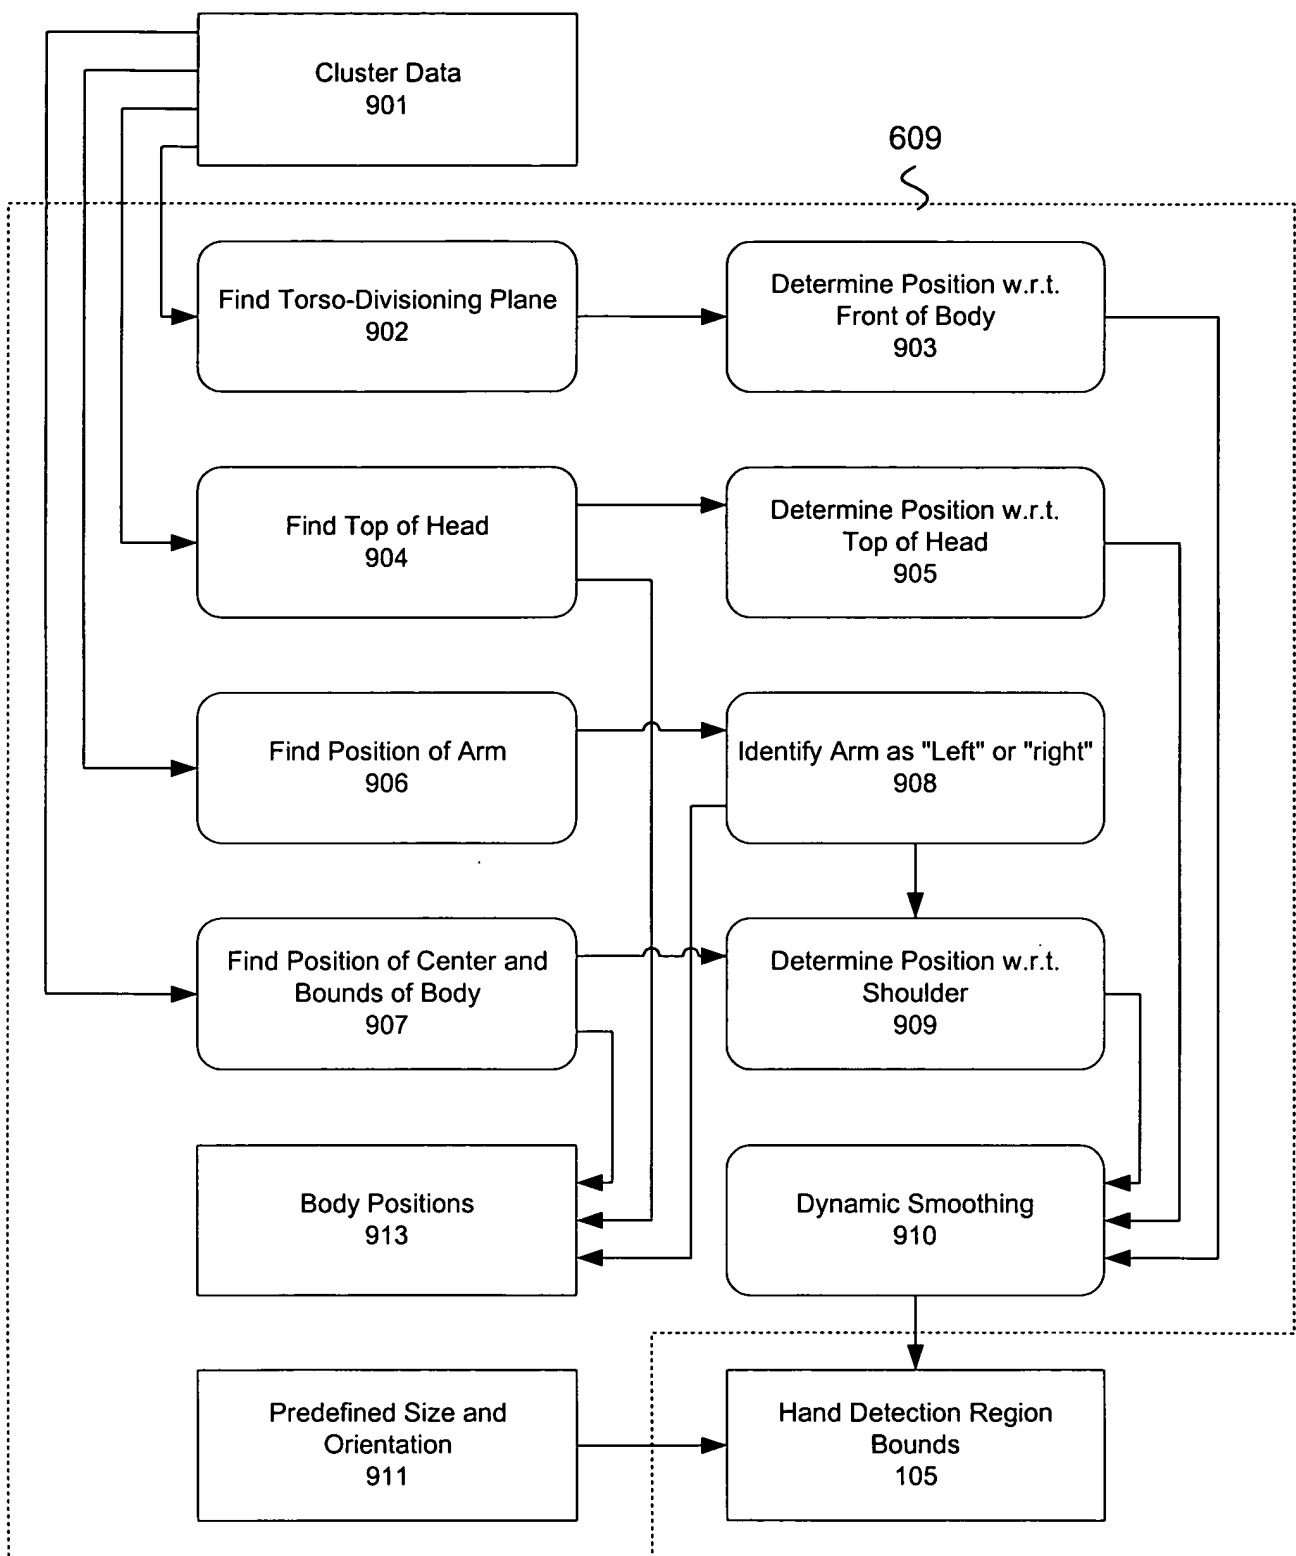 Cluster Data
901
609
Find Torso-Divisioning Plane
902
Determine Position w.r.t.
Front of Body
903
Find Top of Head
904
Determine Position w.r.t.
Top of Head
905
Find Position of Arm
906
Identify Arm as "Left" or "right"
908
Find Position of Center and
Bounds of Body
907
Determine Position w.r.t.
Shoulder
909
Body Positions
913
Dynamic Smoothing
910
Predefined Size and
Orientation
911
Hand Detection Region
Bounds
105